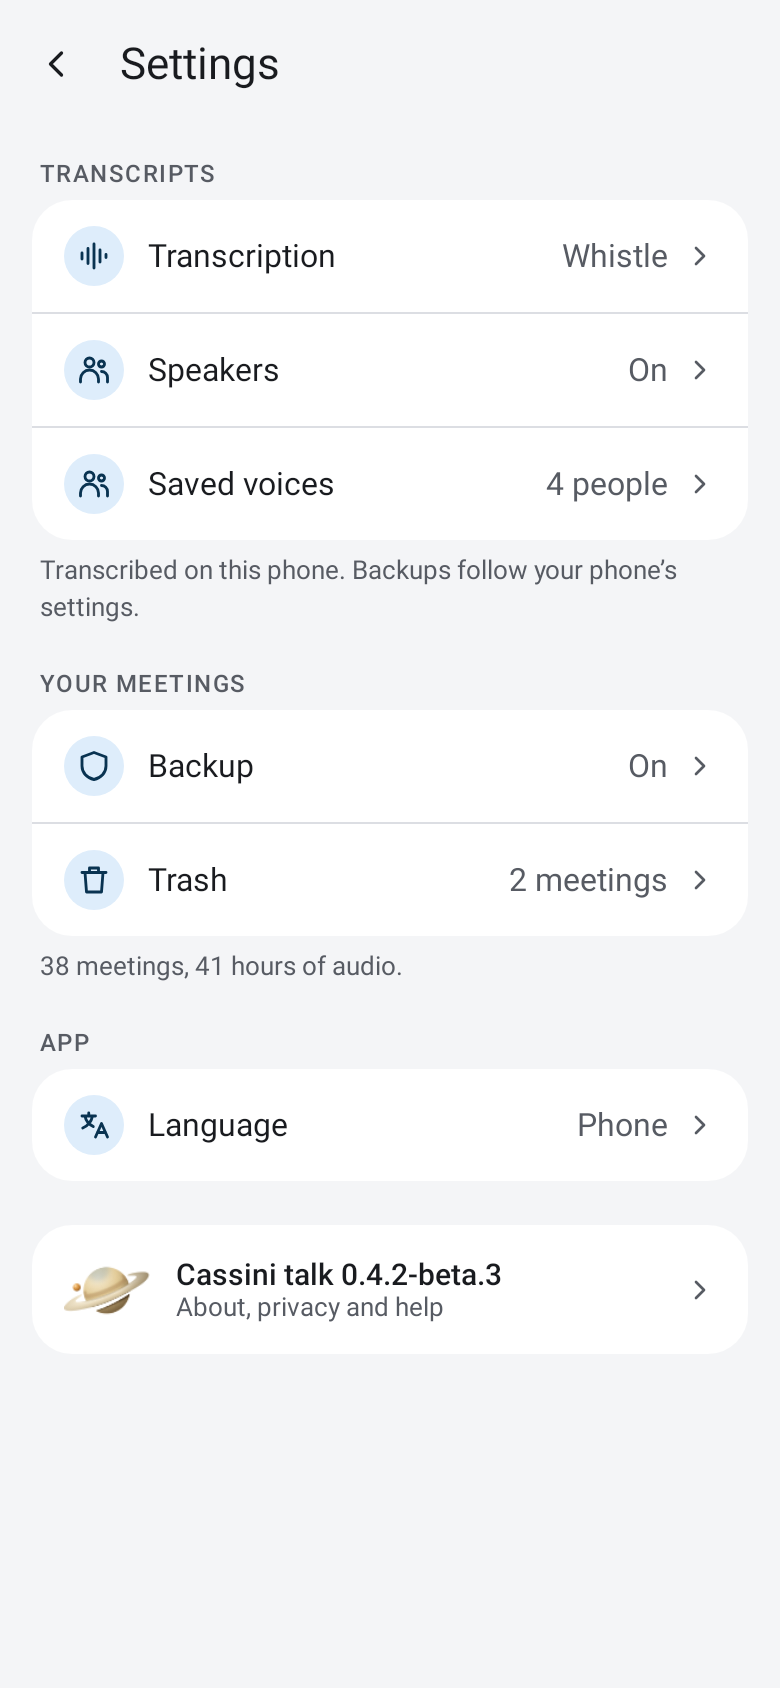 Settings
TRANSCRIPTS
Transcription
Whistle
Speakers
On
Saved voices
4 people
Transcribed on this phone. Backups follow your phone’s
settings.
YOUR MEETINGS
Backup
On
Trash
2 meetings
38 meetings, 41 hours of audio.
APP
Language
Phone
Cassini talk 0.4.2-beta.3
About, privacy and help